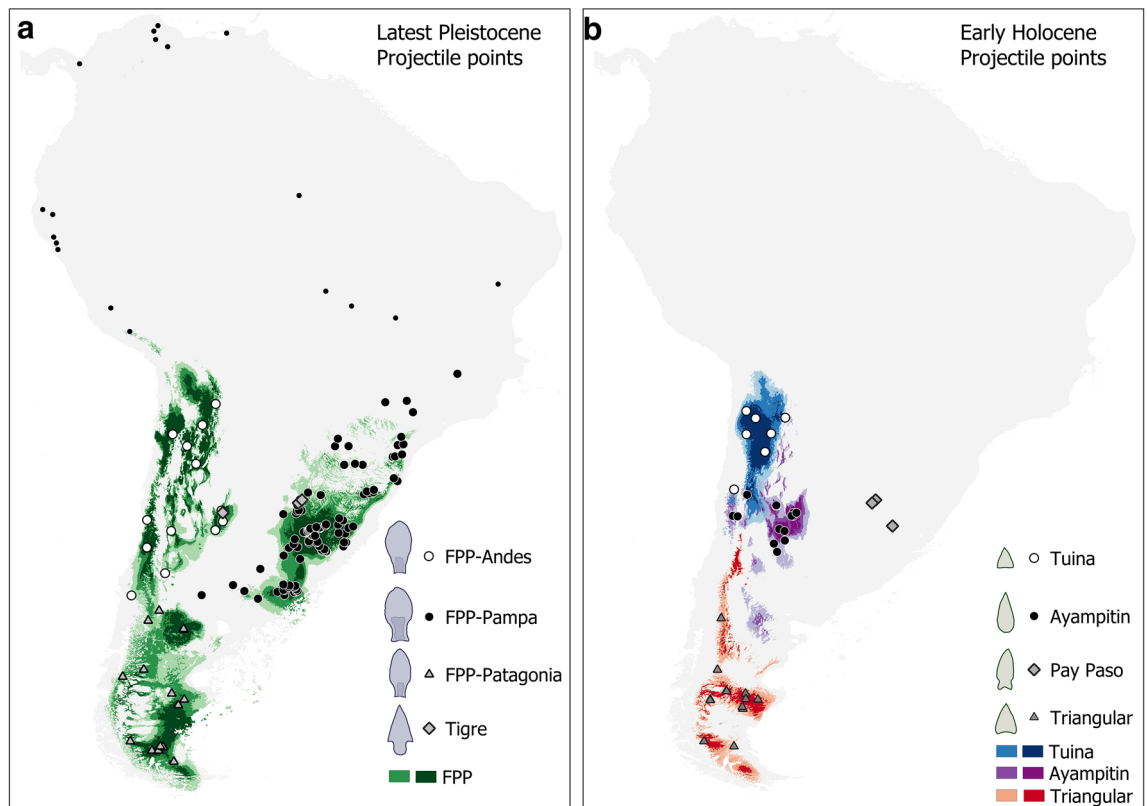 a
Latest Pleistocene
Projectile points
FPP-Andes
FPP-Pampa
FPP-Patagonia
Tigre
FPP
b
Early Holocene
Projectile points
Tuina
Ayampitin
Pay Paso
Triangular
Tuina
Ayampitin
Triangular